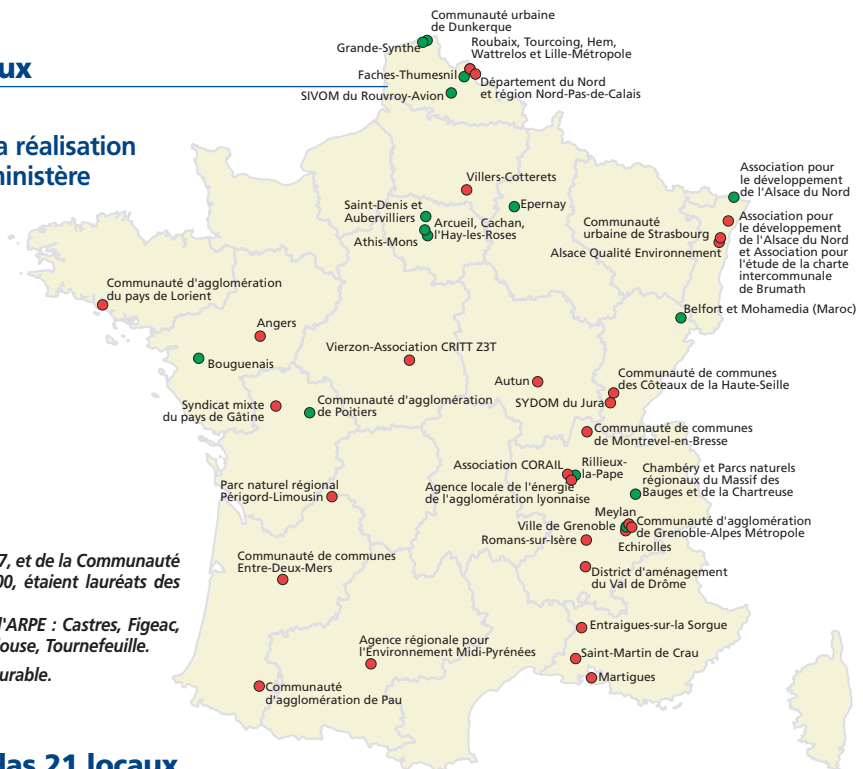 Communauté urbaine
de Dunkerque
Grande-Synthe
Roubaix, Tourcoing, Hem,
Wattrelos et Lille-Métropole
ux
Faches-Thumesnil
Département du Nord
et région Nord-Pas-de-Calais
SIVOM du Rouvroy-Avion
a réalisation
ministère
Villers-Cotterets
Association pour
le développement
de l'Alsace du Nord
Saint-Denis et
Aubervilliers
Epernay
Arcueil, Cachan,
l'Hay-les-Roses
Athis-Mons
Communauté
urbaine de Strasbourg
Alsace Qualité Environnement
Association pour
le développement
de l'Alsace du Nord
et Association pour
l'étude de la charte
intercommunale
de Brumath
Communauté d'agglomération
du pays de Lorient
Belfort et Mohamedia (Maroc)
Angers
Vierzon-Association CRITT Z3T
Bouguenais
Autun
Communauté de communes
des Côteaux de la Haute-Seille
SYDOM du Jura
Syndicat mixte
du pays de Gâtine
Communauté d'agglomération
de Poitiers
Communauté de communes
de Montrevel-en-Bresse
Association CORAIL
Rillieux-
la-Pape
Agence locale de l'énergie
de l'agglomération lyonnaise
Chambéry et Parcs naturels
régionaux du Massif des
Bauges et de la Chartreuse
Parc naturel régional
Périgord-Limousin
Meylan
Ville de Grenoble
Communauté d'agglomération
de Grenoble-Alpes Métropole
Romans-sur-Isère
Echirolles
7, et de la Communauté
00, étaient lauréats des
Communauté de communes
Entre-Deux-Mers
District d'aménagement
du Val de Drôme
l'ARPE : Castres, Figeac,
louse, Tournefeuille.
urable.
Agence régionale pour
l'Environnement Midi-Pyrénées
Entraigues-sur-la Sorgue
Saint-Martin de Crau
Martigues
Communauté
d'agglomération de Pau
das 21 locaux